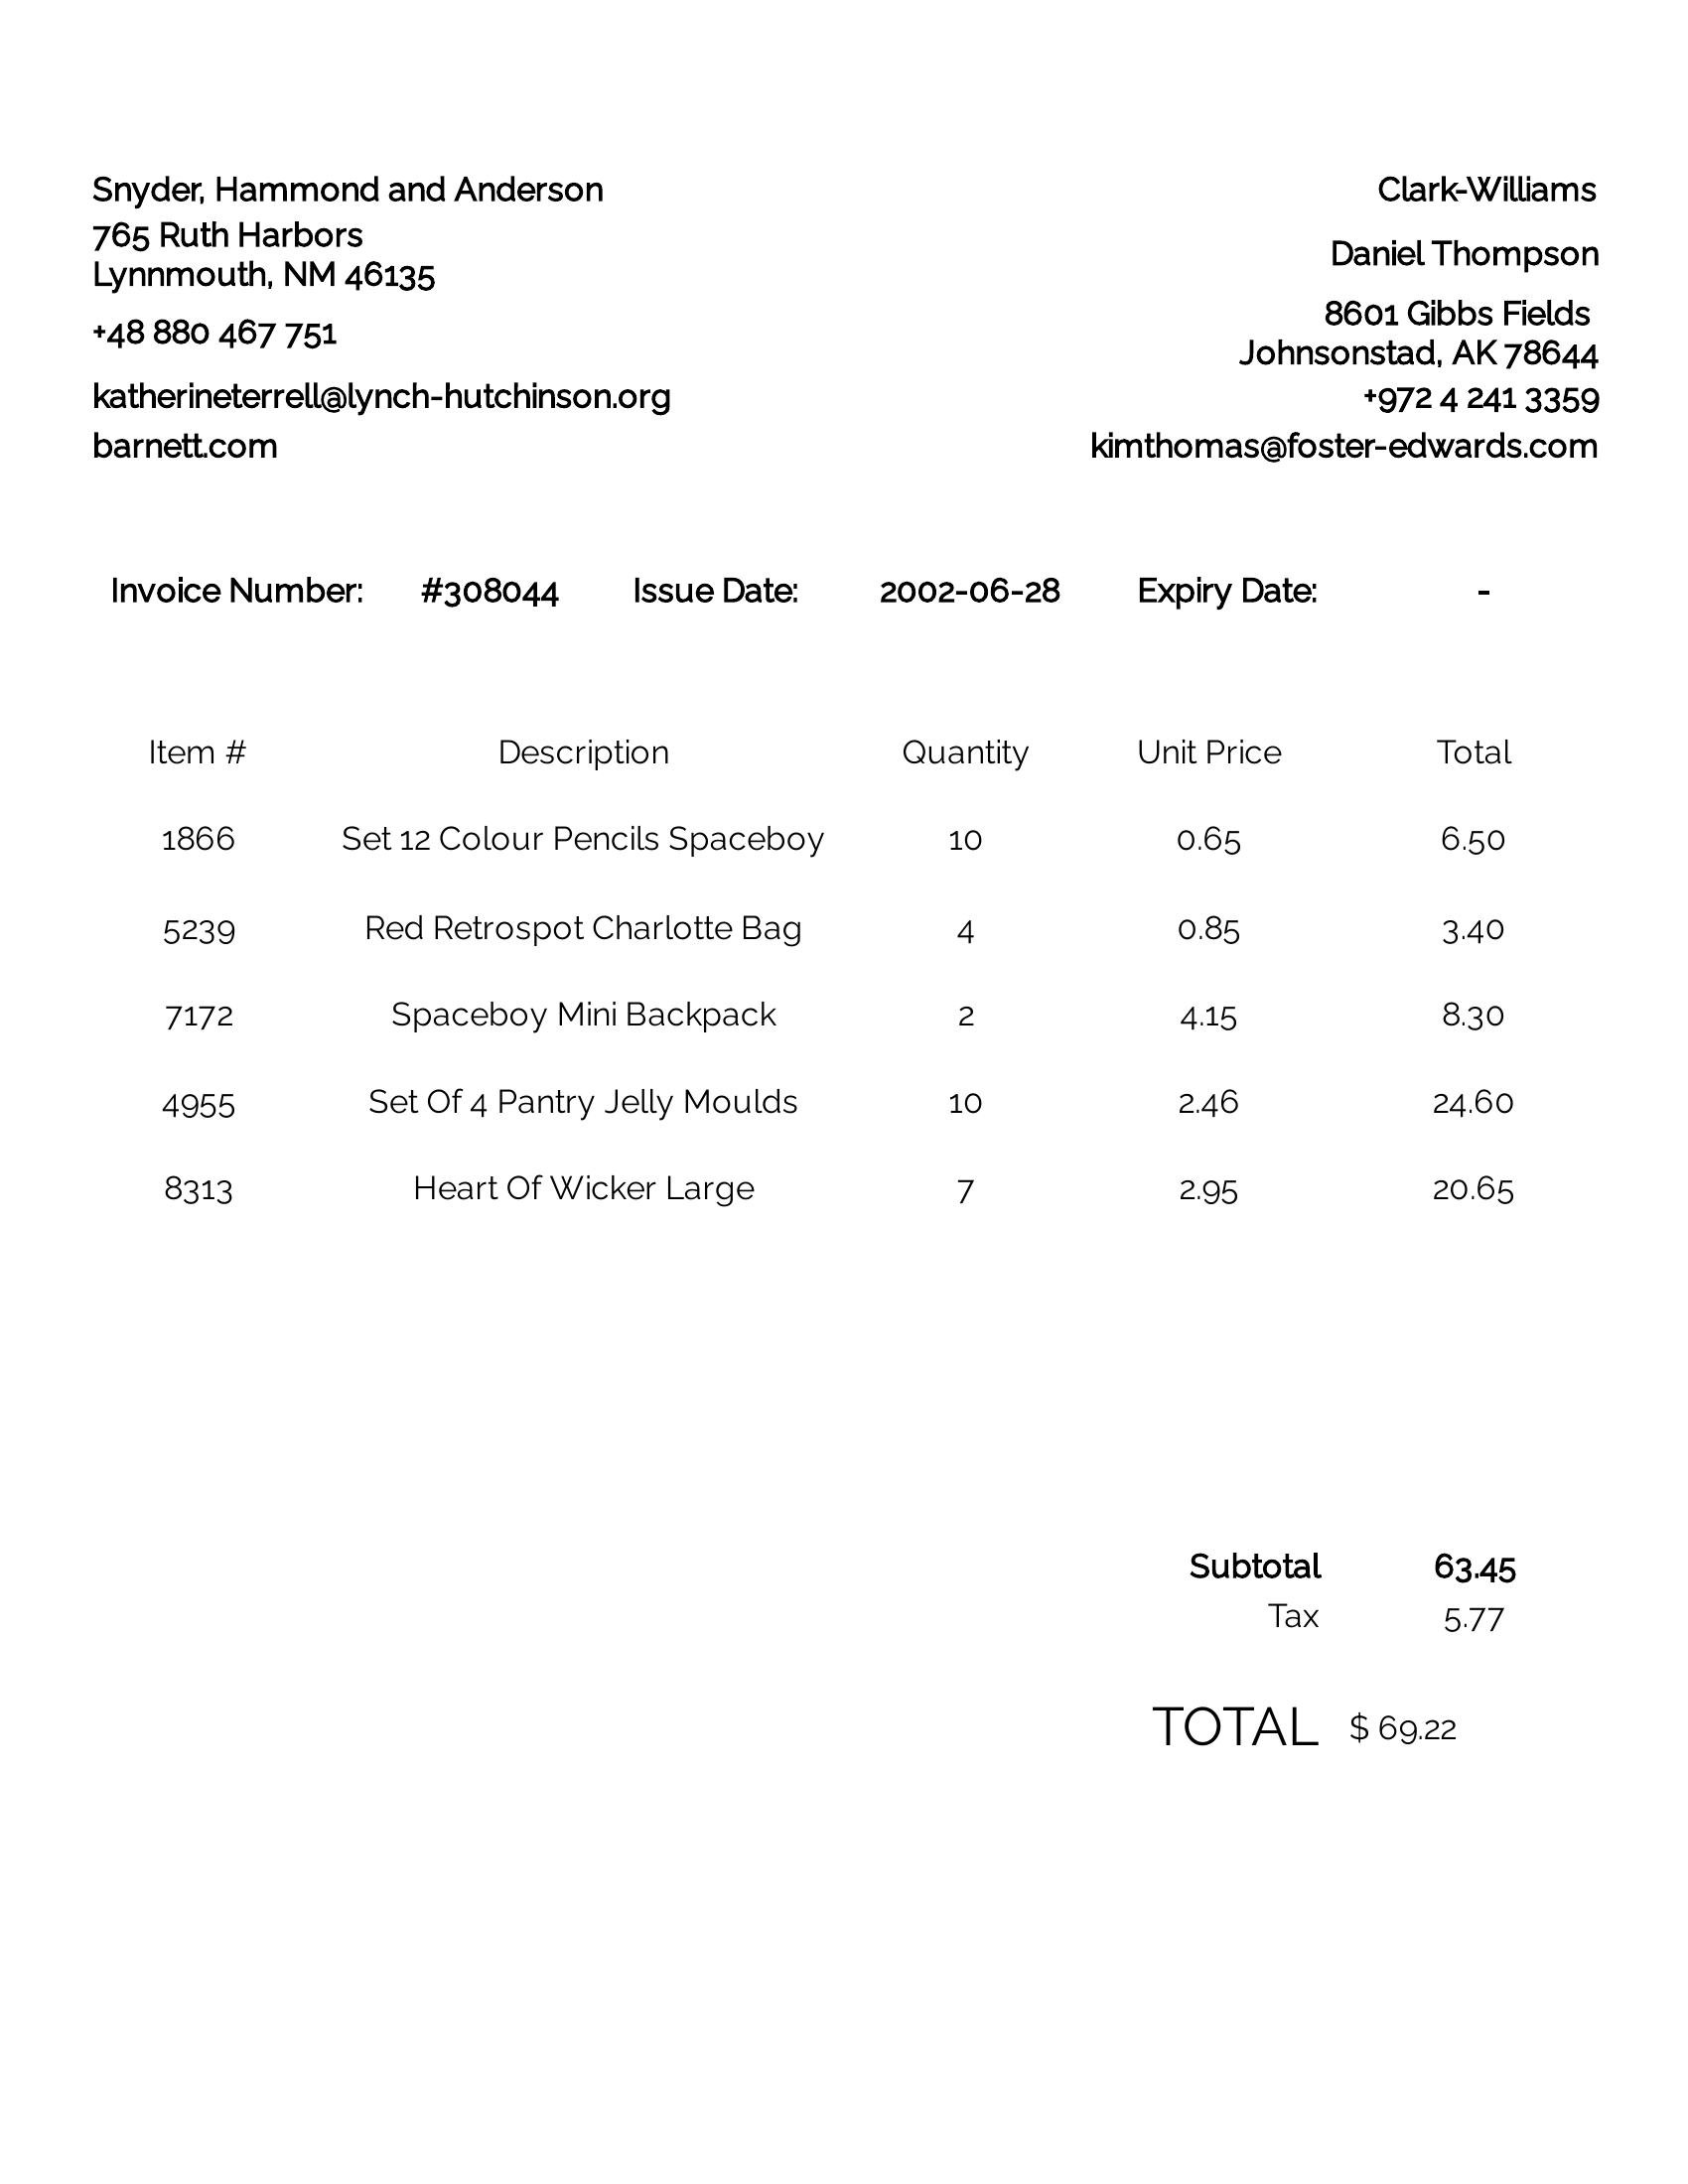 Snyder, Hammond and Anderson
765 Ruth Harbors
Lynnmouth, NM 46135
+48 880 467 751
katherineterrell@lynch-hutchinson.org
barnett.com
Clark-Williams
Daniel Thompson
8601 Gibbs Fields
Johnsonstad, AK 78644
+972 4 241 3359
kimthomas@foster-edwards.com
Invoice Number: #308044 Issue Date: 2002-06-28 Expiry Date: -
Item # Description Quantity Unit Price Total
1866 Set 12 Colour Pencils Spaceboy 10 0.65 6.50
5239 Red Retrospot Charlotte Bag 4 0.85 3.40
7172 Spaceboy Mini Backpack 2 4.15 8.30
4955 Set Of 4 Pantry Jelly Moulds 10 2.46 24.60
8313 Heart Of Wicker Large 7 2.95 20.65
Subtotal 63.45
Tax 5.77
TOTAL $ 69.22